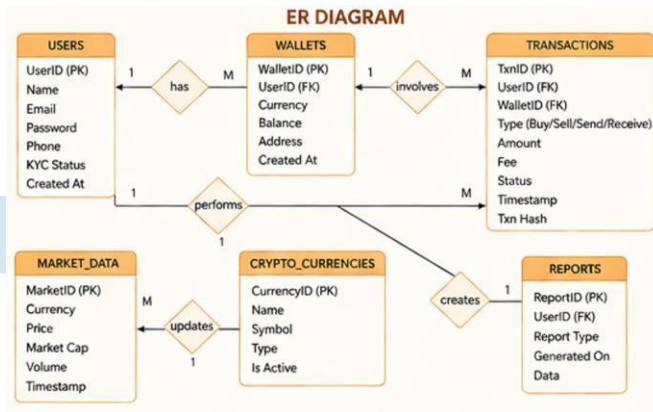 ER DIAGRAM
USERS
UserID (PK)
Name
Email
Password
Phone
KYC Status
Created At
1
has
M
WALLETS
WalletID (PK)
UserID (FK)
Currency
Balance
Address
Created At
1
involves
M
TRANSACTIONS
TxnID (PK)
UserID (FK)
WalletID (FK)
Type (Buy/Sell/Send/Receive)
Amount
Fee
Status
Timestamp
Txn Hash
1
performs
M
1
MARKET_DATA
MarketID (PK)
Currency
Price
Market Cap
Volume
Timestamp
M
updates
1
CRYPTO_CURRENCIES
CurrencyID (PK)
Name
Symbol
Type
Is Active
creates
1
REPORTS
ReportID (PK)
UserID (FK)
Report Type
Generated On
Data